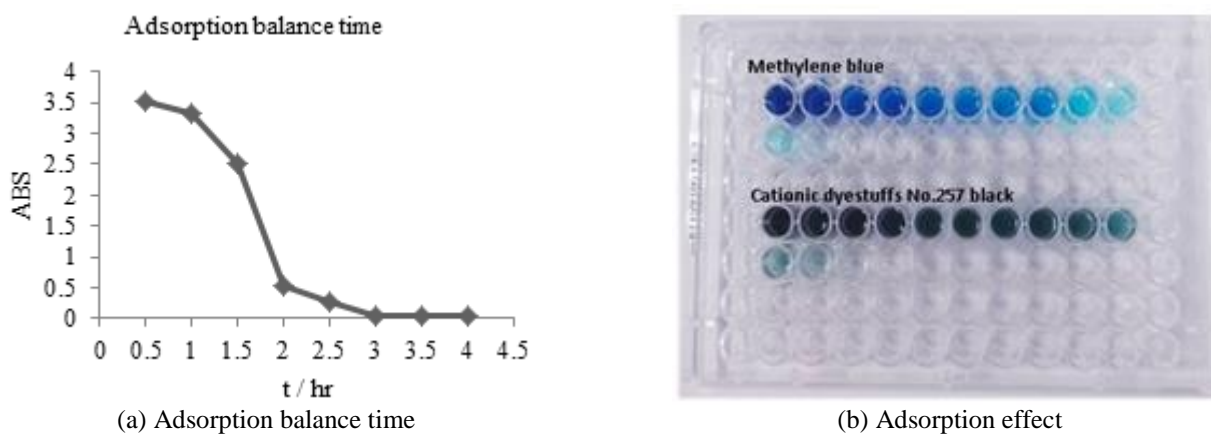 Adsorption balance time
4
3.5
3
2.5
2
1.5
1
0.5
0
ABS
0 0.5 1 1.5 2 2.5 3 3.5 4 4.5
t / hr
(a) Adsorption balance time
Methylene blue
Cationic dyestuffs No.257 black
(b) Adsorption effect